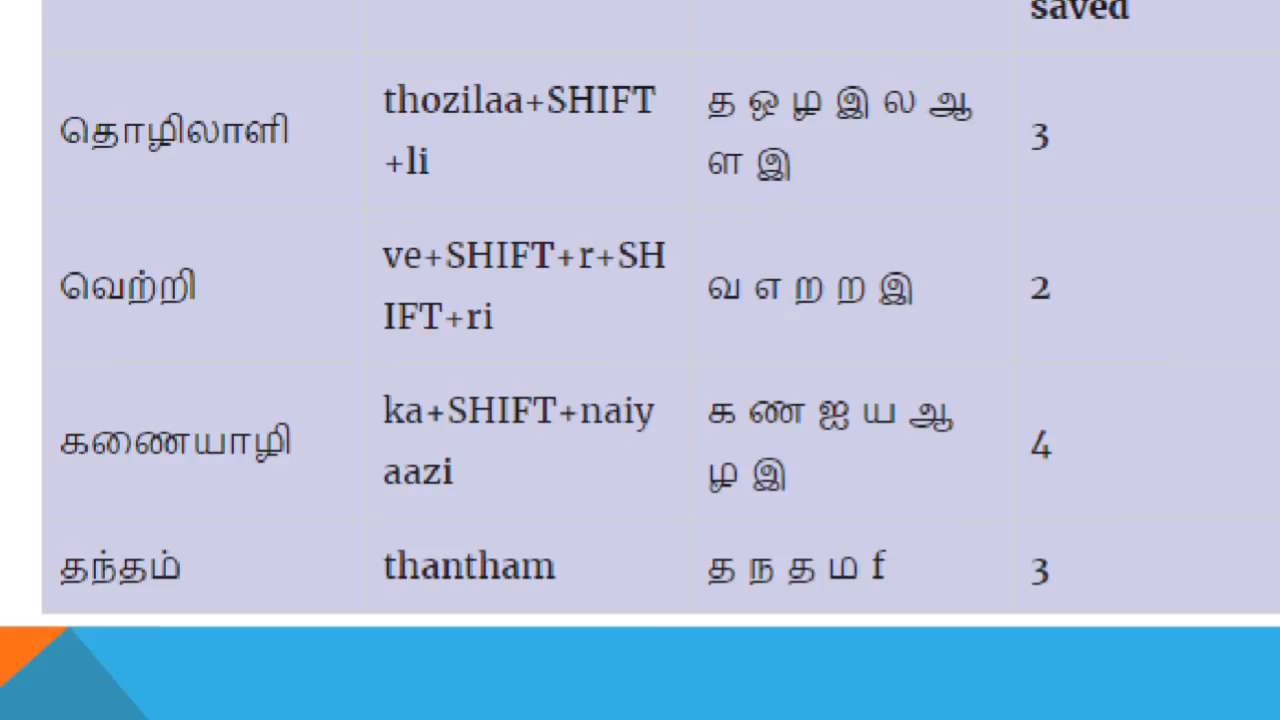 saved
தொழிலாளி
thozilaa+SHIFT
+li
த ஒ ழ இ ல ஆ
ள இ
3
வெற்றி
ve+SHIFT+r+SH
IFT+ri
வ எ ற ற இ
2
கணையாழி
ka+SHIFT+naiy
aazi
க ண ஐ ய ஆ
ழ இ
4
தந்தம்
thantham
த ந த ம f
3